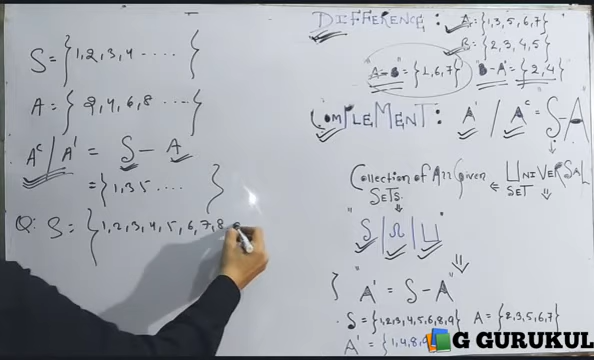 S = { 1, 2, 3, 4 ..... }
A = { 2, 4, 6, 8 ..... }
Aᶜ / A' = S - A
= { 1, 3 5 ..... }
Q: S = { 1, 2, 3, 4, 5, 6, 7, 8
DIFFERENCE: A = {1, 3, 5, 6, 7}
B = {2, 3, 4, 5}
"A - B" = {1, 6, 7} "B - A" = {2, 4}
COMPLEMENT: A' / Aᶜ = "S - A"
Collection of All Given SETS. ⇐ UNIVERSAL SET
"S / Ω / U"
"A' = S - A"
S = {1,2,3,4,5,6,8,9} A = {2,3,5,6,7}
A' = {1,4,8,9
G GURUKUL